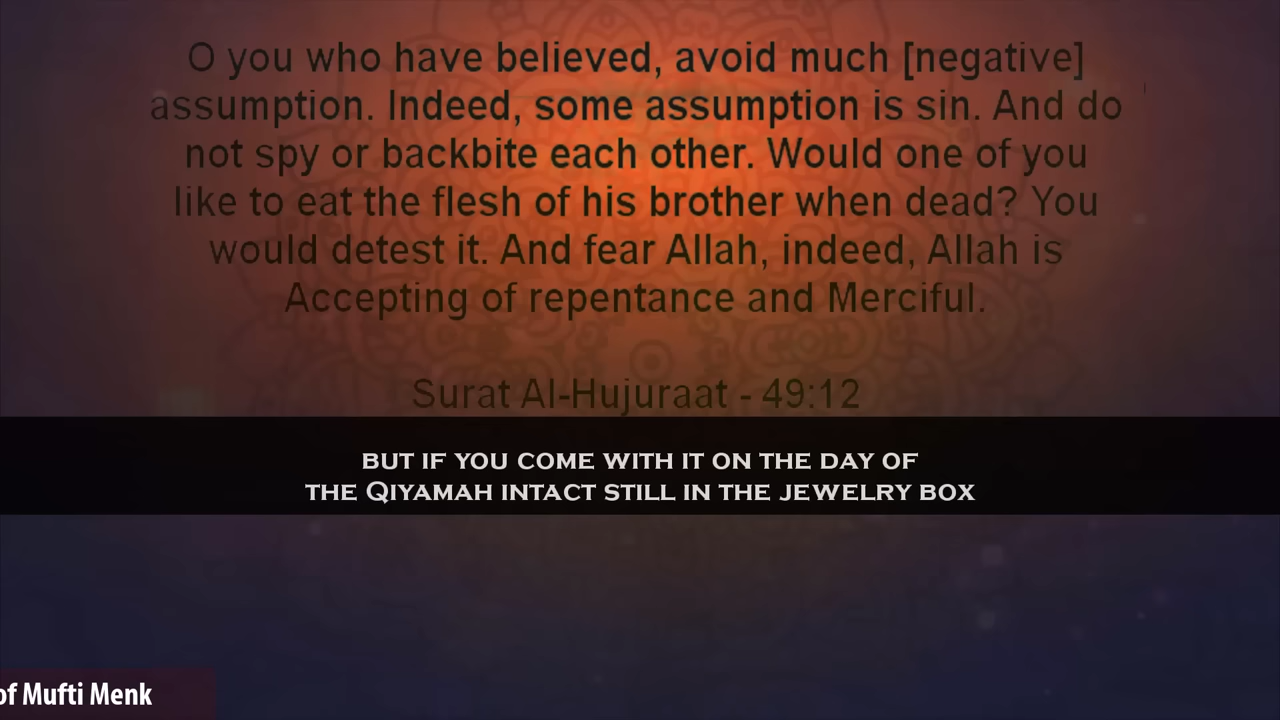 O you who have believed, avoid much [negative]
assumption. Indeed, some assumption is sin. And do
not spy or backbite each other. Would one of you
like to eat the flesh of his brother when dead? You
would detest it. And fear Allah, indeed, Allah is
Accepting of repentance and Merciful.
Surat Al-Hujuraat - 49:12
BUT IF YOU COME WITH IT ON THE DAY OF
THE QIYAMAH INTACT STILL IN THE JEWELRY BOX
of Mufti Menk